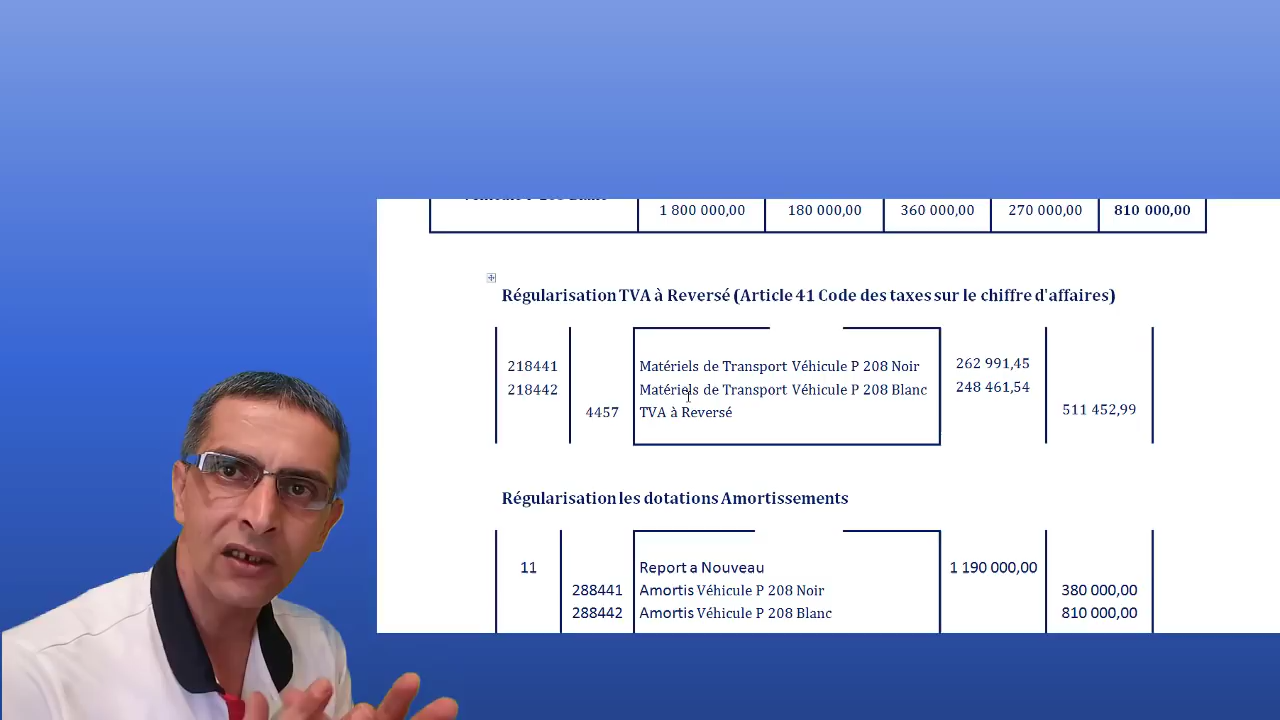 1 800 000,00 180 000,00 360 000,00 270 000,00 810 000,00
Régularisation TVA à Reversé (Article 41 Code des taxes sur le chiffre d'affaires)
218441 Matériels de Transport Véhicule P 208 Noir 262 991,45
218442 Matériels de Transport Véhicule P 208 Blanc 248 461,54
4457 TVA à Reversé 511 452,99
Régularisation les dotations Amortissements
11 Report a Nouveau 1 190 000,00
288441 Amortis Véhicule P 208 Noir 380 000,00
288442 Amortis Véhicule P 208 Blanc 810 000,00